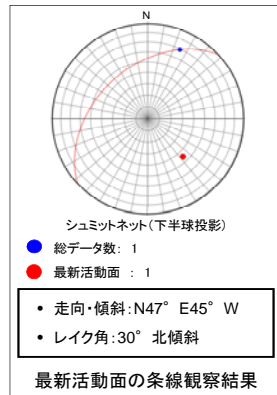 N
シュミットネット(下半球投影)
総データ数: 1
最新活動面 : 1
• 走向・傾斜:N47° E45° W
• レイク角:30° 北傾斜
最新活動面の条線観察結果